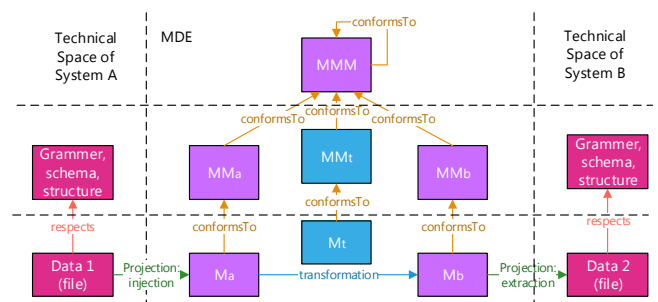 Technical
Space of
System A
MDE
conformsTo
MMM
Technical
Space of
System B
conformsTo
conformsTo
conformsTo
Grammer,
schema,
structure
MMa
MMt
MMb
Grammer,
schema,
structure
respects
conformsTo
conformsTo
conformsTo
respects
Data 1
(file)
Projection:
injection
Ma
Mt
transformation
Mb
Projection:
extraction
Data 2
(file)